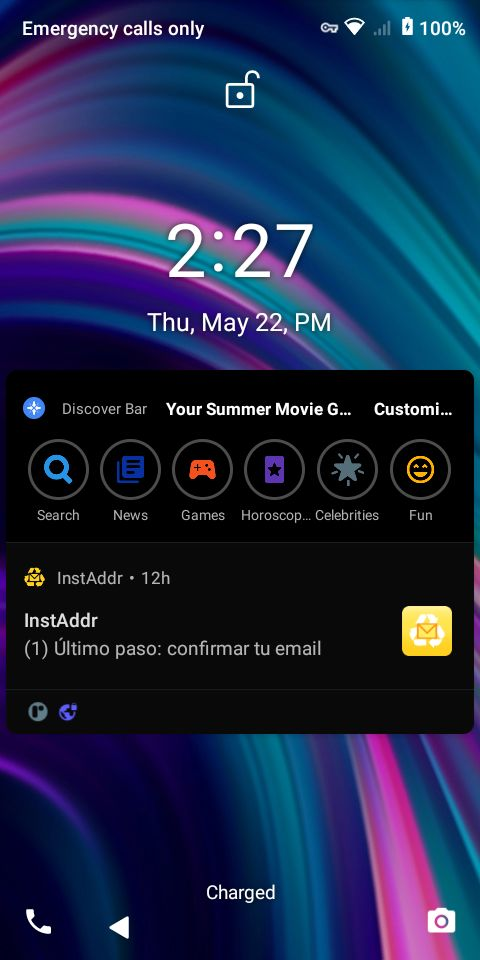 Emergency calls only 100%
2:27
Thu, May 22, PM
Discover Bar Your Summer Movie G… Customi…
Search News Games Horoscop… Celebrities Fun
InstAddr • 12h
InstAddr
(1) Último paso: confirmar tu email
Charged